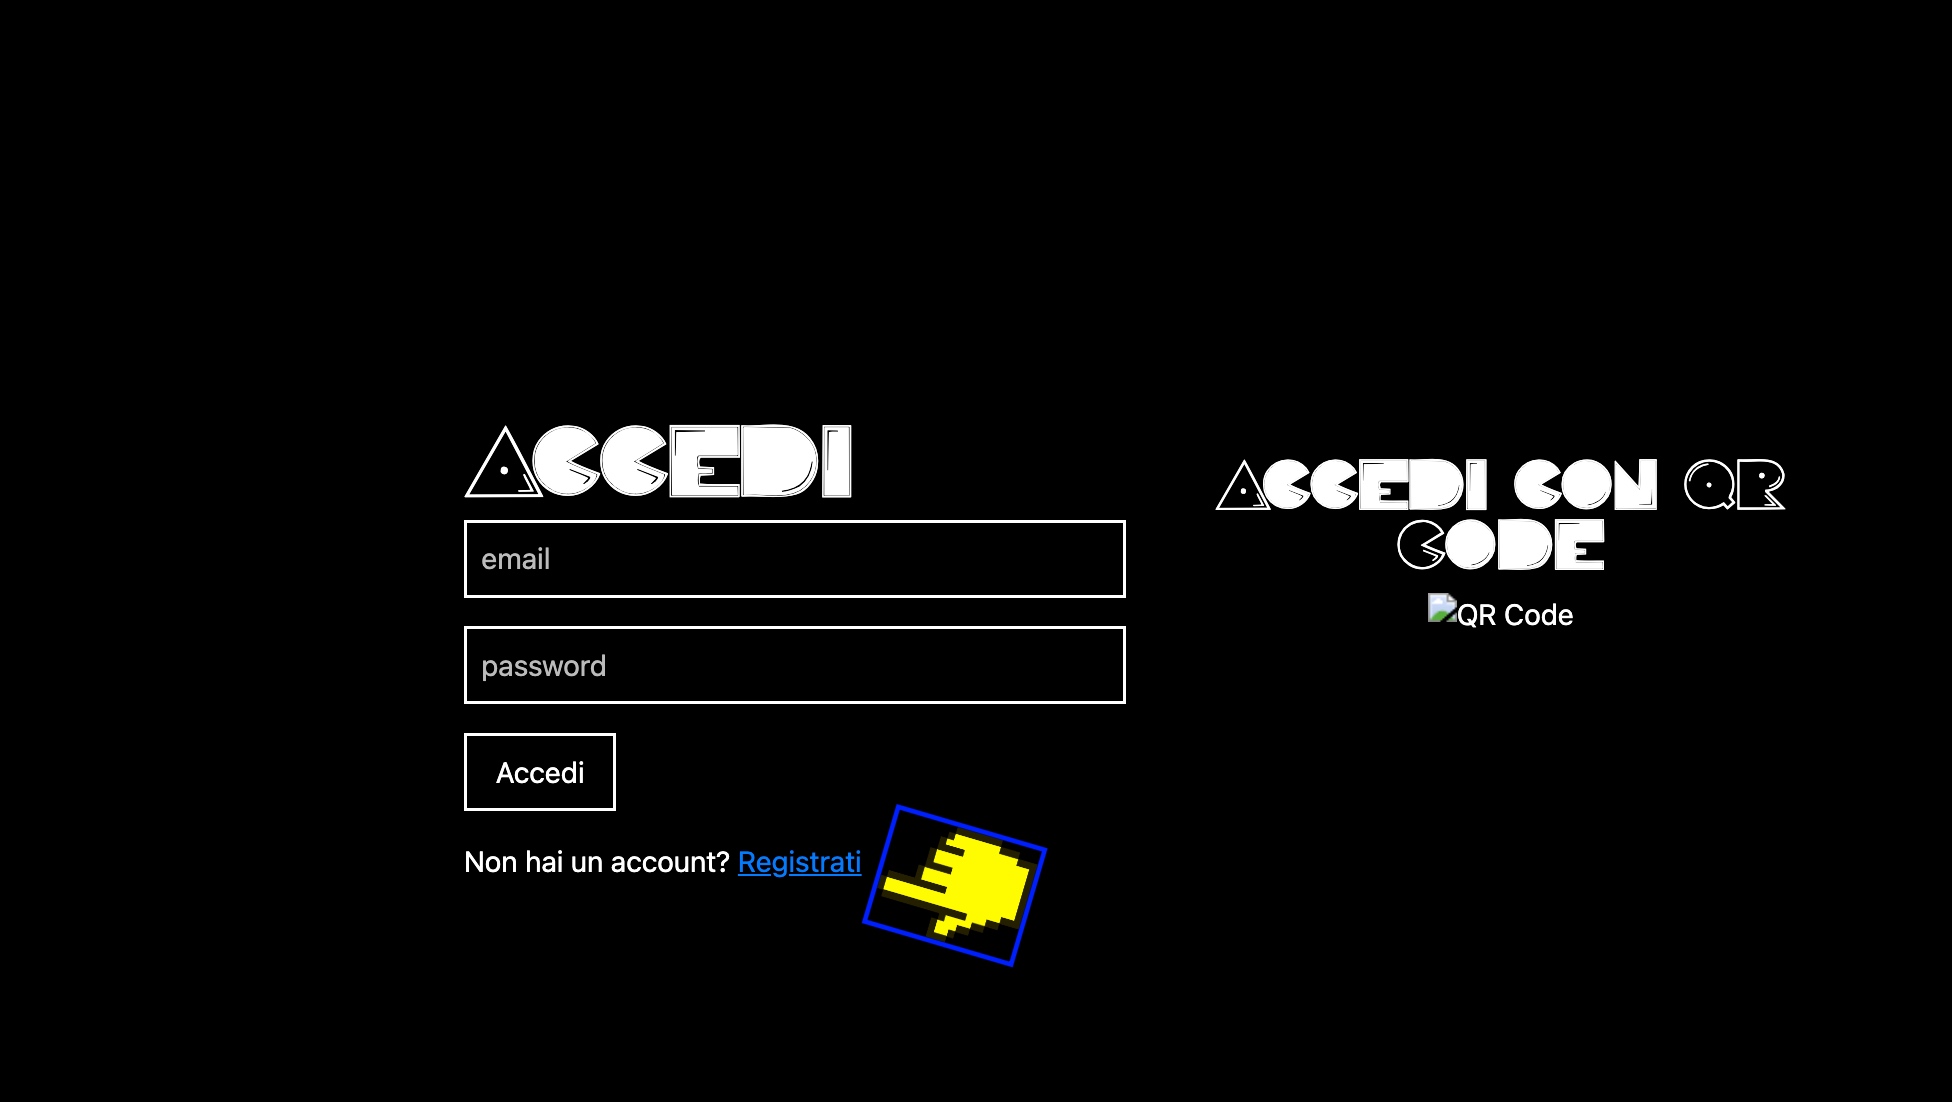 Accedi
email
password
Accedi
Non hai un account? Registrati
Accedi con QR
Code
QR Code